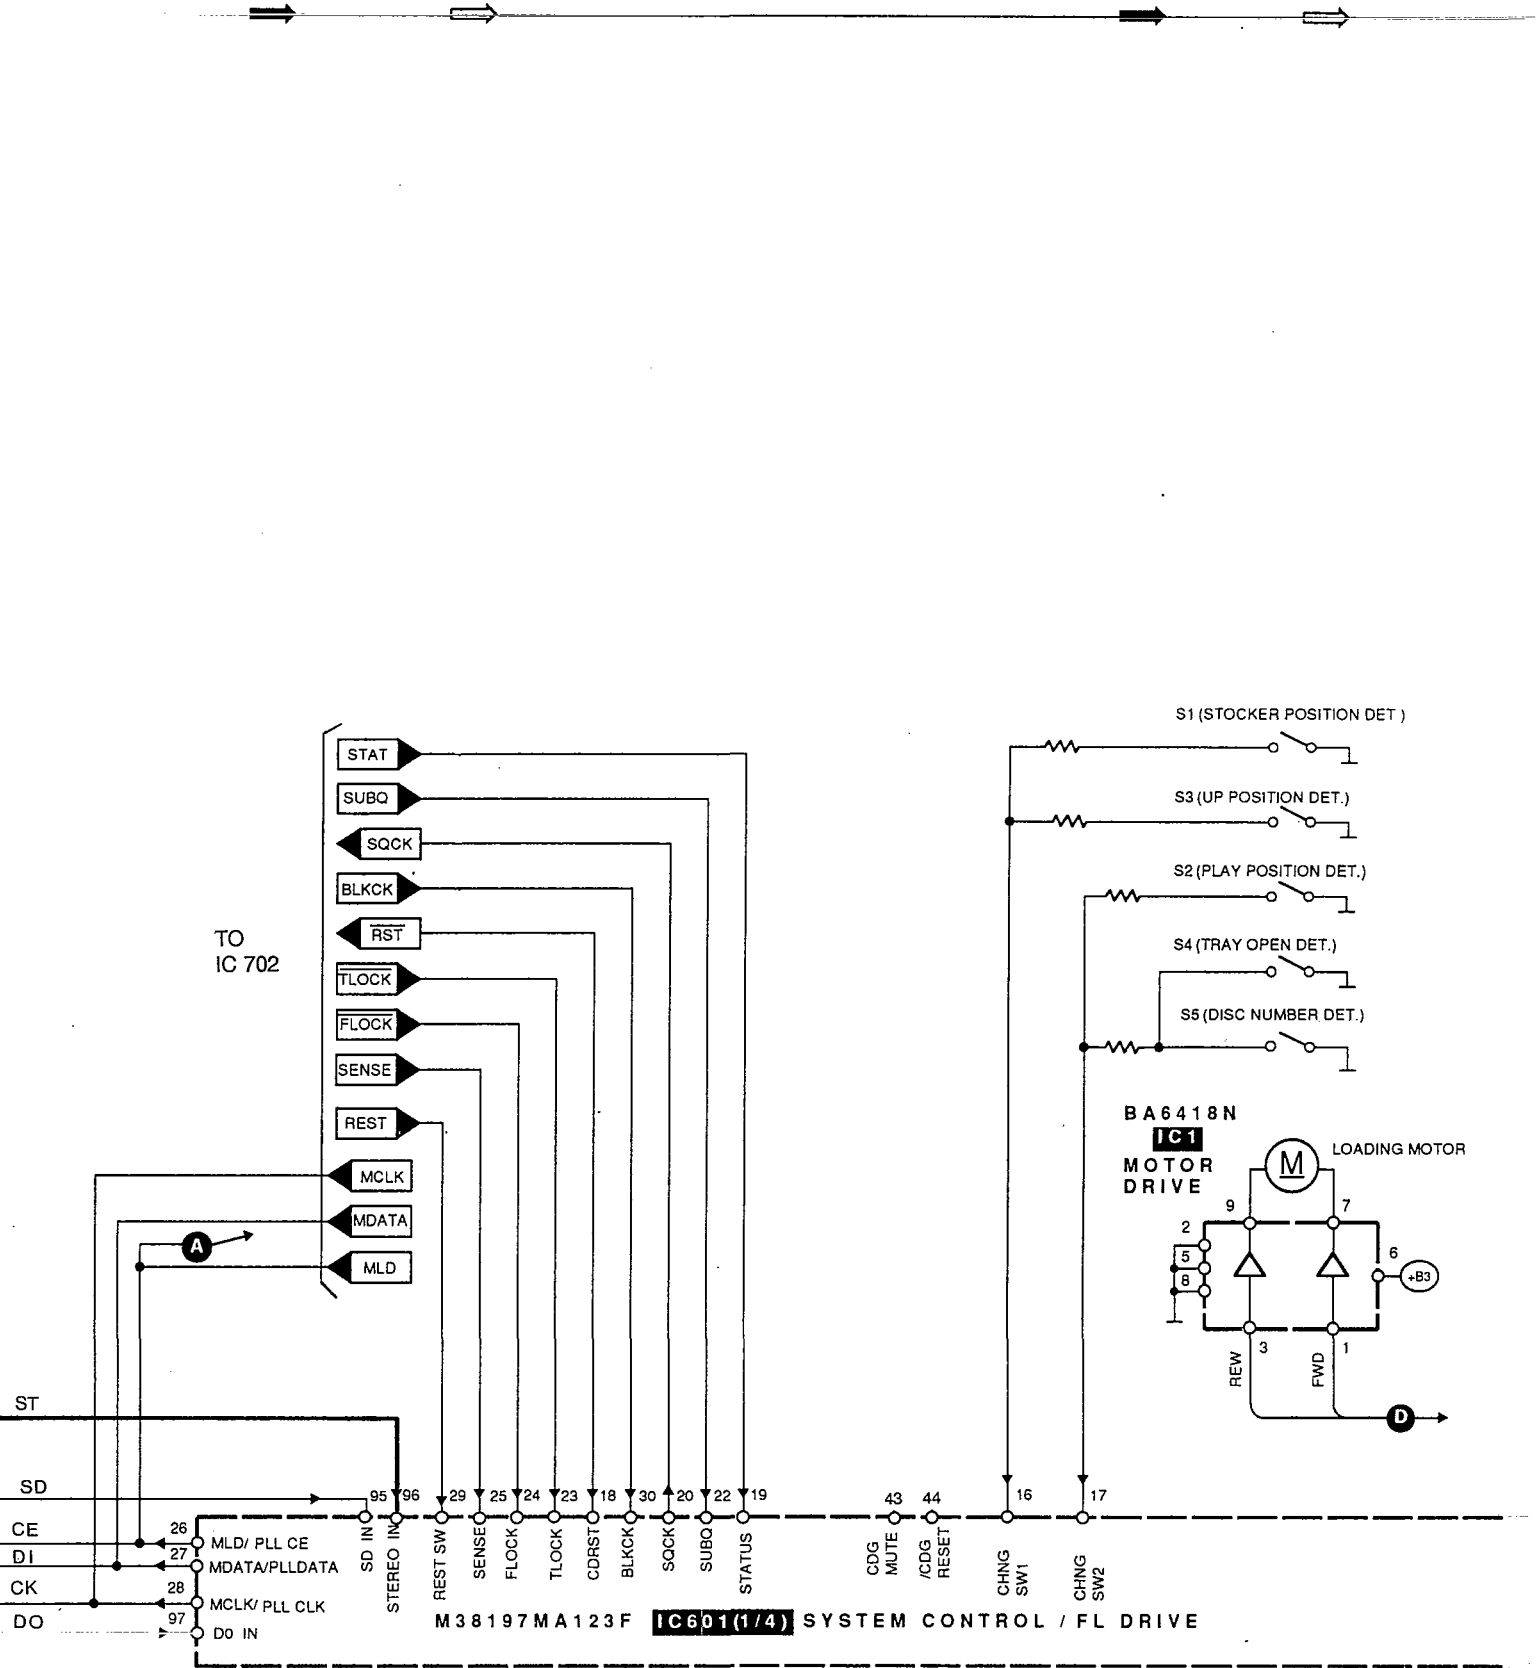 S1 (STOCKER POSITION DET )
STAT
SUBQ
S3 (UP POSITION DET.)
SQCK
S2 (PLAY POSITION DET.)
BLKCK
TO
IC 702
RST
S4 (TRAY OPEN DET.)
TLOCK
FLOCK
S5 (DISC NUMBER DET.)
SENSE
REST
BA6418N
IC1
MOTOR
DRIVE
M
LOADING MOTOR
MCLK
MDATA
A
MLD
9
7
2
5
8
6
+B3
3
1
REW
FWD
D
ST
SD
95
96
29
25
24
23
18
30
20
22
19
43
44
16
17
CE
26
MLD/ PLL CE
DI
27
MDATA/PLLDATA
CK
28
MCLK/ PLL CLK
DO
97
D0 IN
SD IN
STEREO IN
REST SW
SENSE
FLOCK
TLOCK
CDRST
BLKCK
SQCK
SUBQ
STATUS
CDG
MUTE
/CDG
RESET
CHNG
SW1
CHNG
SW2
M38197MA123F IC601(1/4) SYSTEM CONTROL / FL DRIVE